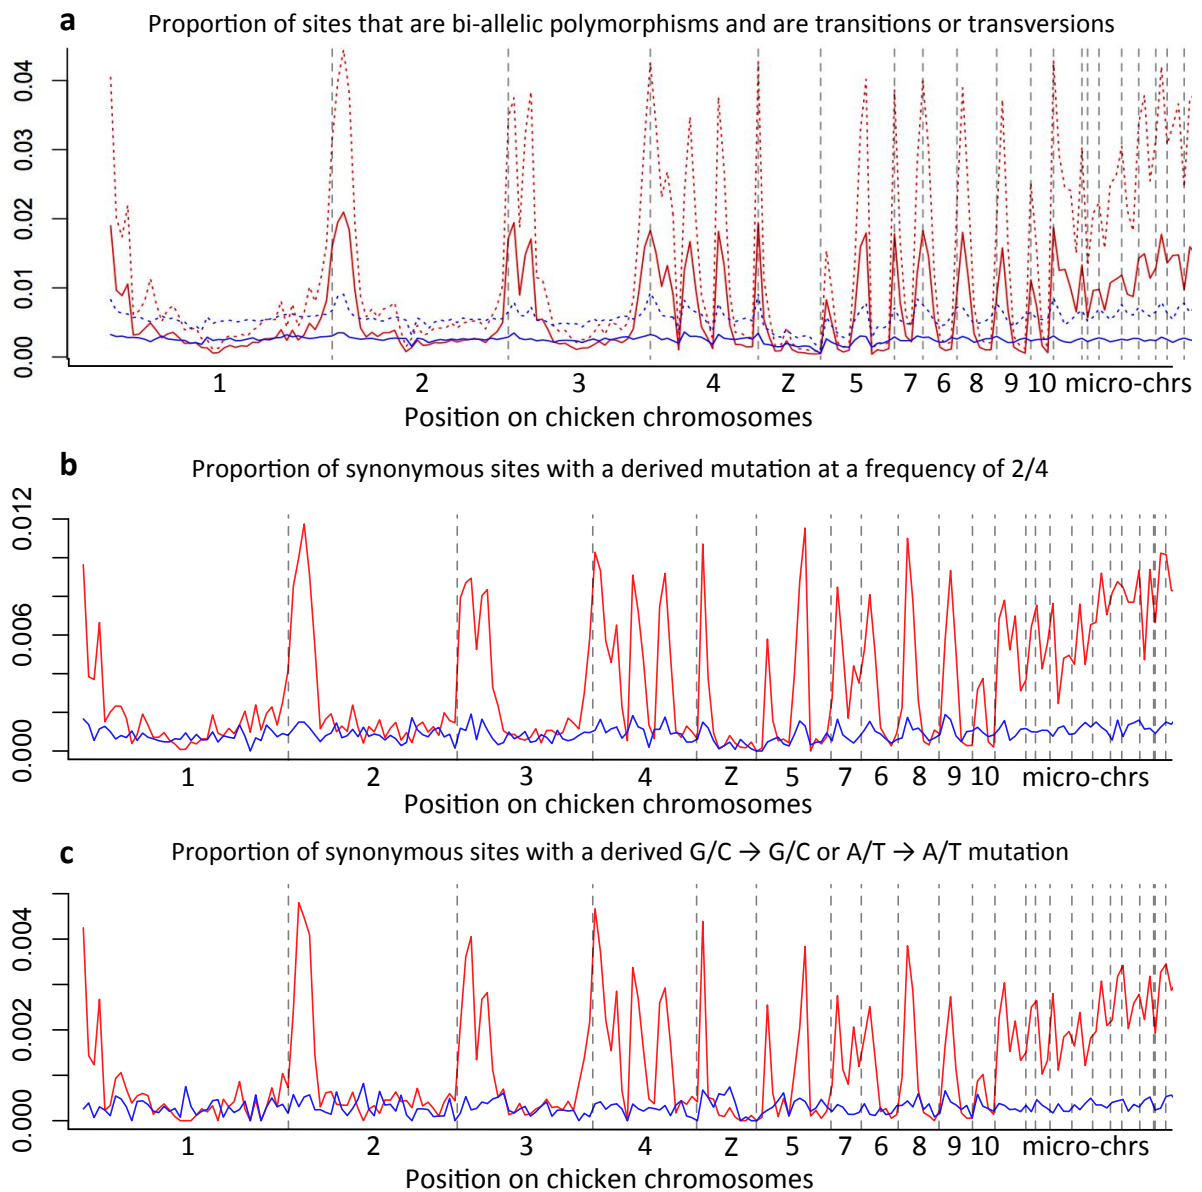 a
Proportion of sites that are bi-allelic polymorphisms and are transitions or transversions
0.04
0.03
0.02
0.01
0.00
1 2 3 4 Z 5 7 6 8 9 10 micro-chrs
Position on chicken chromosomes
b
Proportion of synonymous sites with a derived mutation at a frequency of 2/4
0.012
0.006
0.000
1 2 3 4 Z 5 7 6 8 9 10 micro-chrs
Position on chicken chromosomes
c
Proportion of synonymous sites with a derived G/C → G/C or A/T → A/T mutation
0.004
0.002
0.000
1 2 3 4 Z 5 7 6 8 9 10 micro-chrs
Position on chicken chromosomes